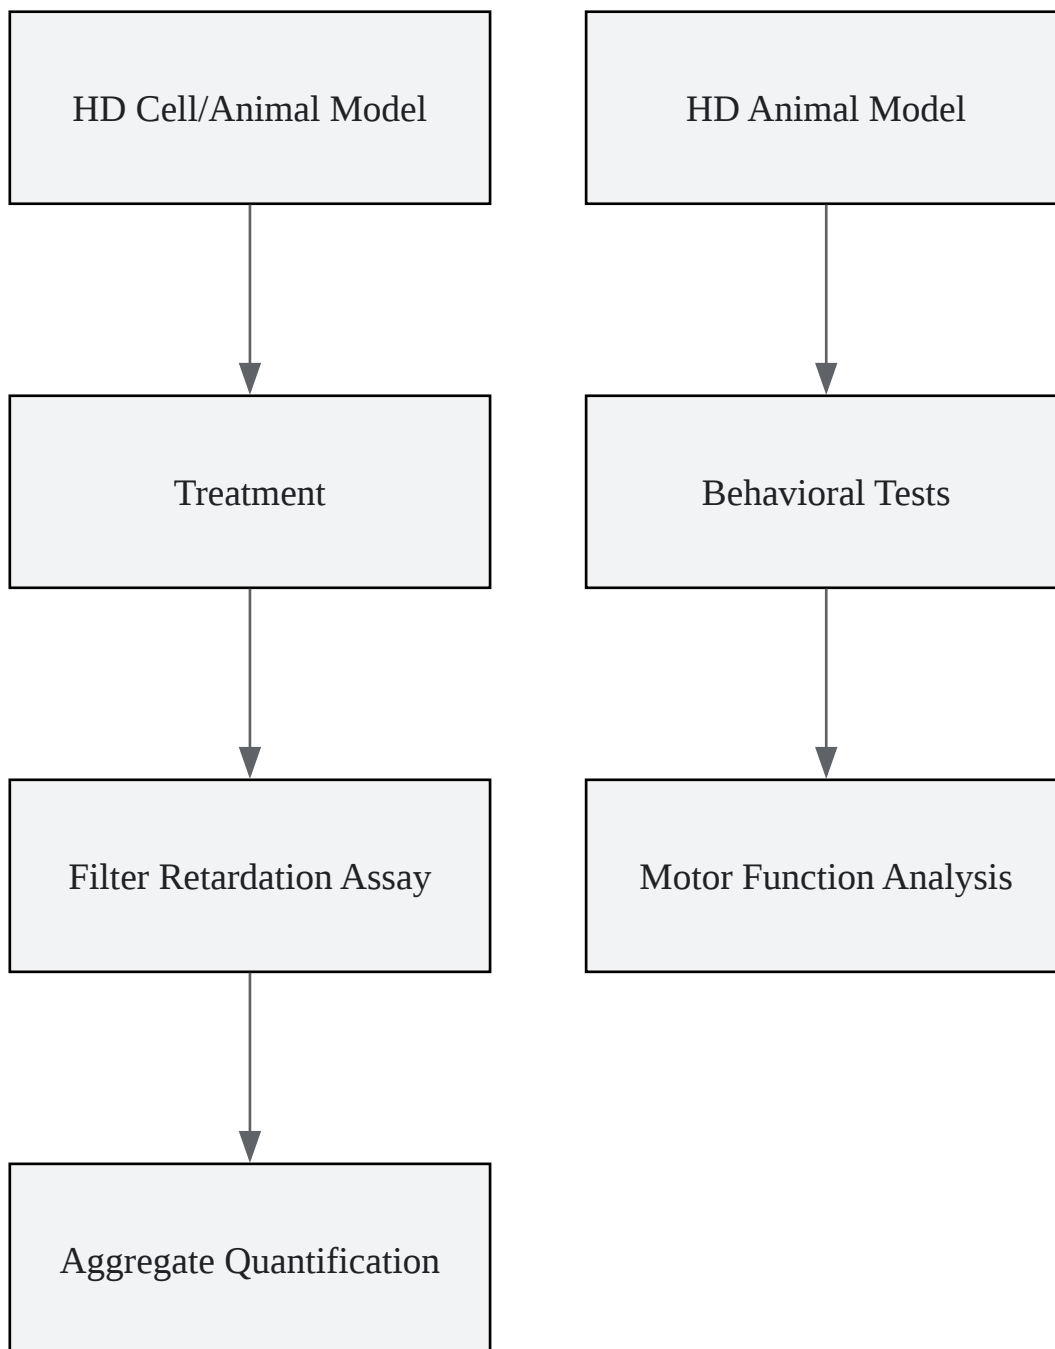 HD Cell/Animal Model
Treatment
Filter Retardation Assay
Aggregate Quantification
HD Animal Model
Behavioral Tests
Motor Function Analysis